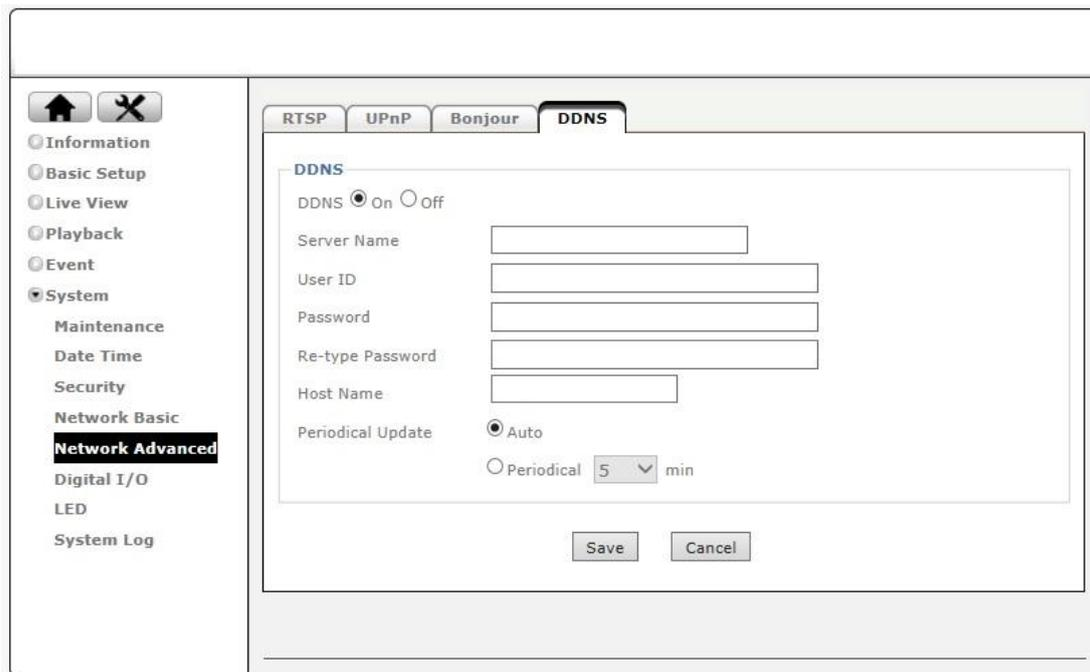 Information
Basic Setup
Live View
Playback
Event
System
Maintenance
Date Time
Security
Network Basic
Network Advanced
Digital I/O
LED
System Log
RTSP UPnP Bonjour DDNS
DDNS
DDNS On Off
Server Name
User ID
Password
Re-type Password
Host Name
Periodical Update Auto
Periodical 5 min
Save Cancel